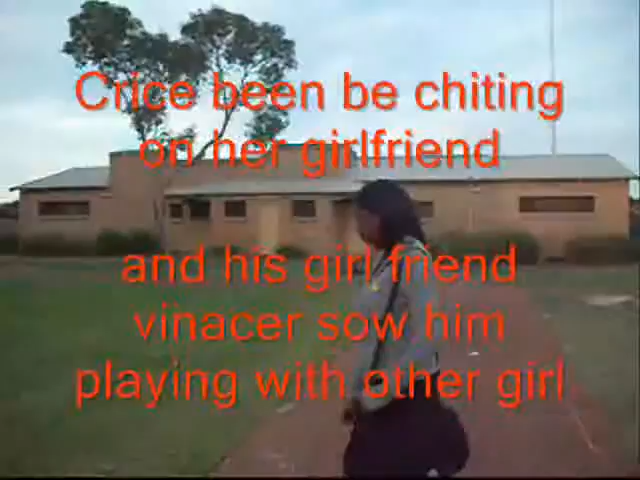 Crice been be chiting
on her girlfriend
and his girl friend
vinacer sow him
playing with other girl